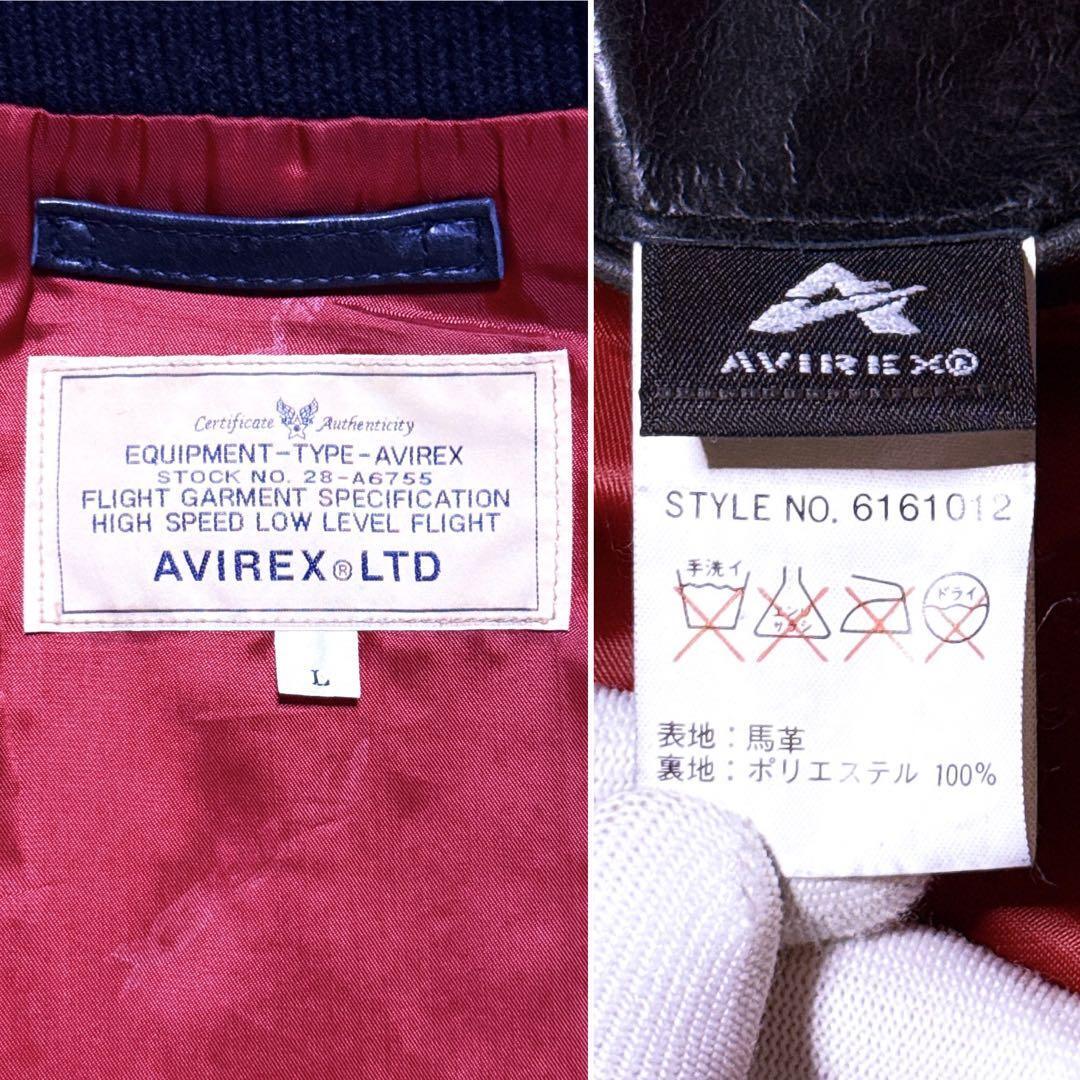 Certificate Authenticity
EQUIPMENT-TYPE-AVIREX
STOCK NO. 28-A6755
FLIGHT GARMENT SPECIFICATION
HIGH SPEED LOW LEVEL FLIGHT
AVIREX® LTD
L
AVIREX®
STYLE NO. 6161012
手洗イ
エンソ
サラシ
ドライ
表地：馬革
裏地：ポリエステル 100%